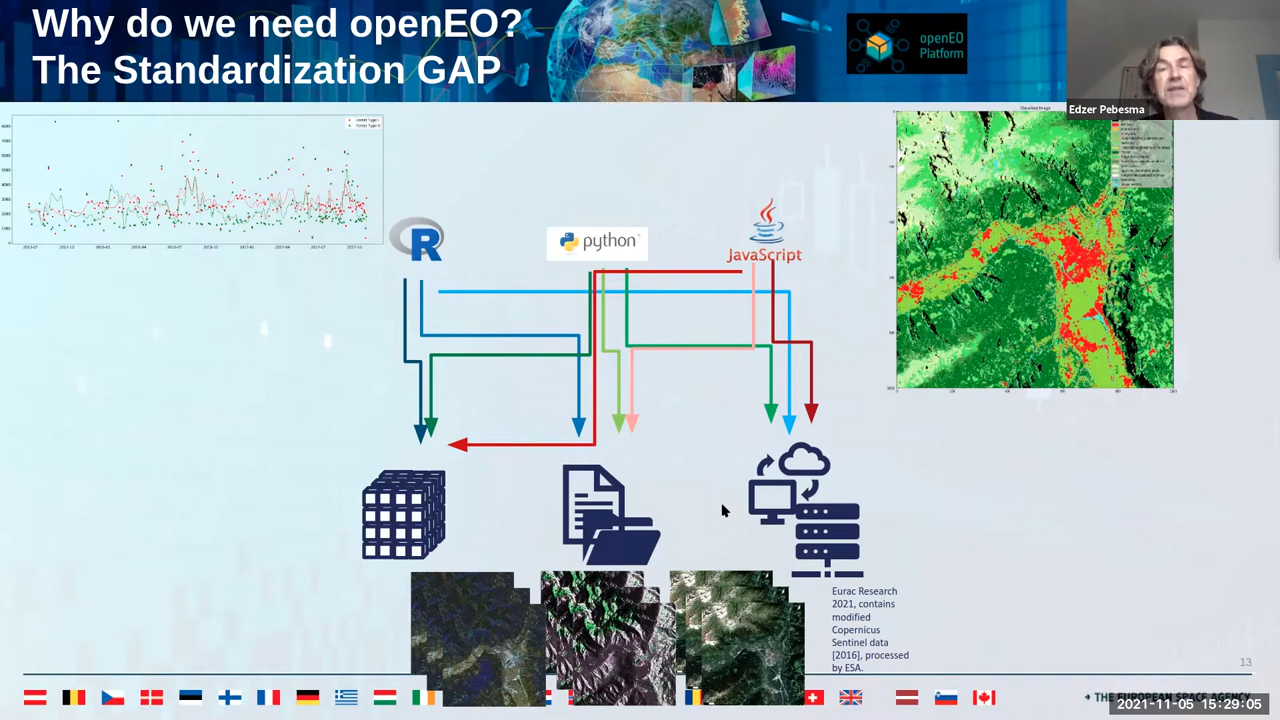 Why do we need openEO?
The Standardization GAP
openEO
Platform
Edzer Pebesma
R
python
JavaScript
Eurac Research
2021, contains
modified
Copernicus
Sentinel data
[2016], processed
by ESA.
13
THE EUROPEAN SPACE AGENCY
2021-11-05 15:29:05